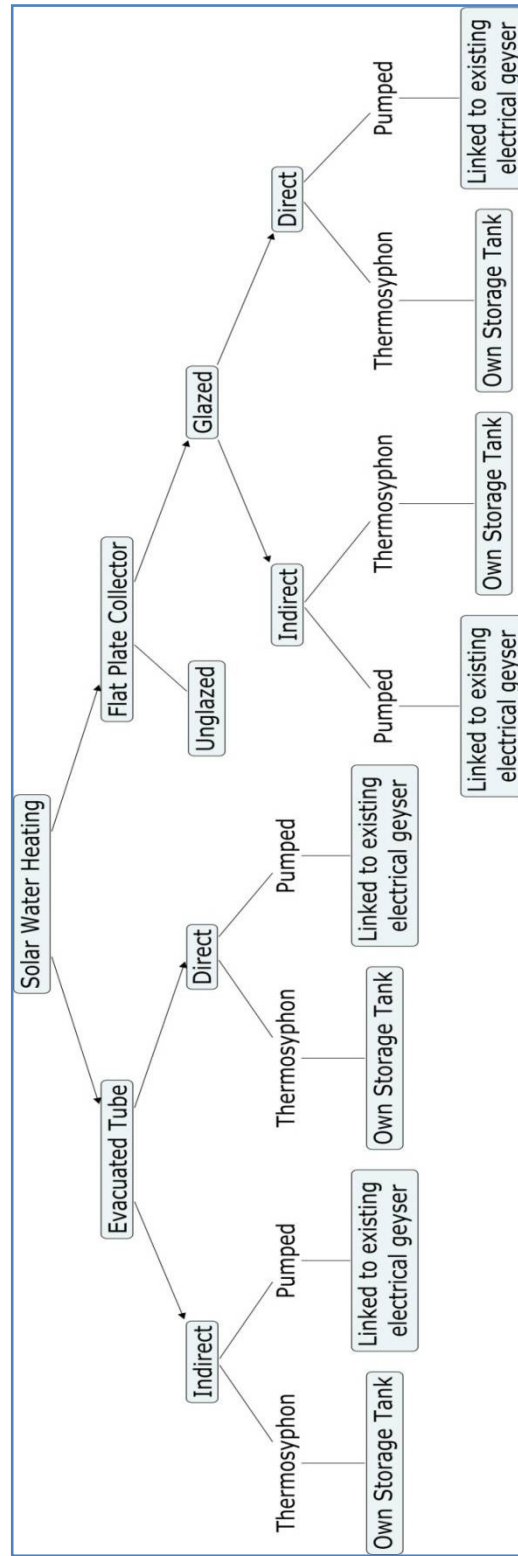 Solar Water Heating
Evacuated Tube
Flat Plate Collector
Indirect
Direct
Unglazed
Glazed
Thermosyphon
Pumped
Thermosyphon
Pumped
Indirect
Direct
Own Storage Tank
Linked to existing
electrical geyser
Own Storage Tank
Linked to existing
electrical geyser
Pumped
Thermosyphon
Thermosyphon
Pumped
Linked to existing
electrical geyser
Own Storage Tank
Own Storage Tank
Linked to existing
electrical geyser